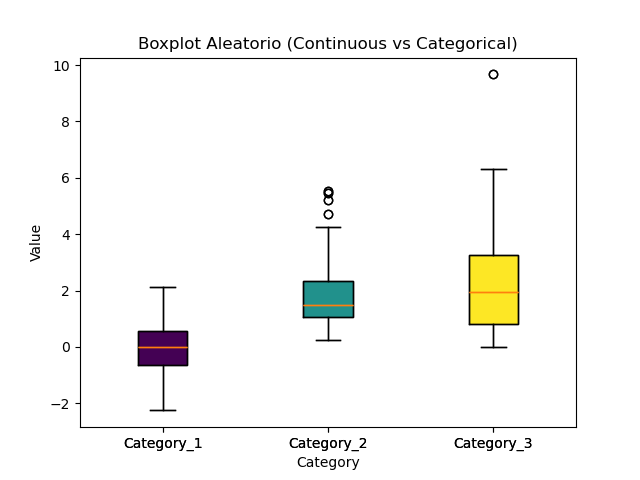 Boxplot Aleatorio (Continuous vs Categorical)
Value
10
8
6
4
2
0
−2
Category_1 Category_2 Category_3
Category